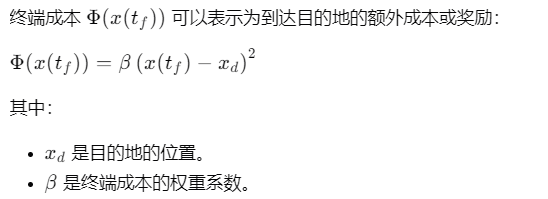 终端成本 Φ(x(t_f)) 可以表示为到达目的地的额外成本或奖励：
Φ(x(t_f)) = β (x(t_f) − x_d)²
其中：
• x_d 是目的地的位置。
• β 是终端成本的权重系数。